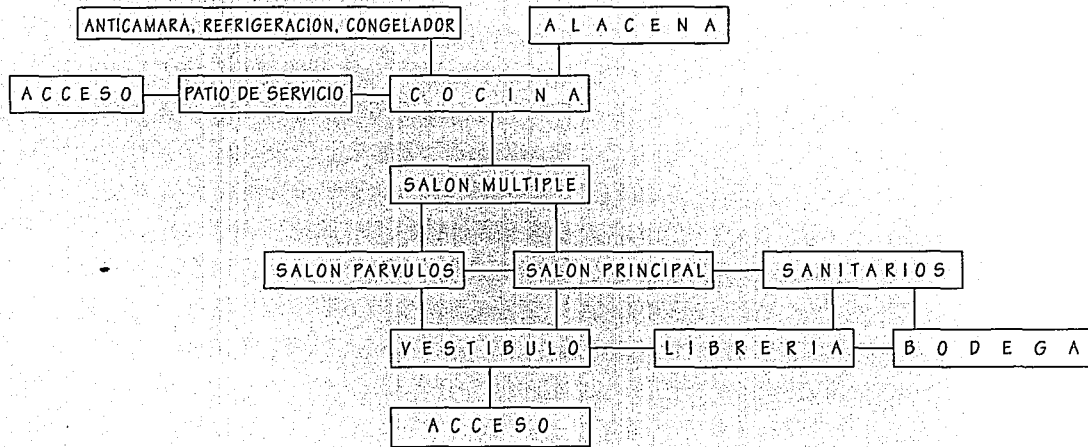 ANTICAMARA, REFRIGERACION, CONGELADOR
ALACENA
ACCESO
PATIO DE SERVICIO
COCINA
SALON MULTIPLE
SALON PARVULOS
SALON PRINCIPAL
SANITARIOS
VESTIBULO
LIBRERIA
BODEGA
ACCESO